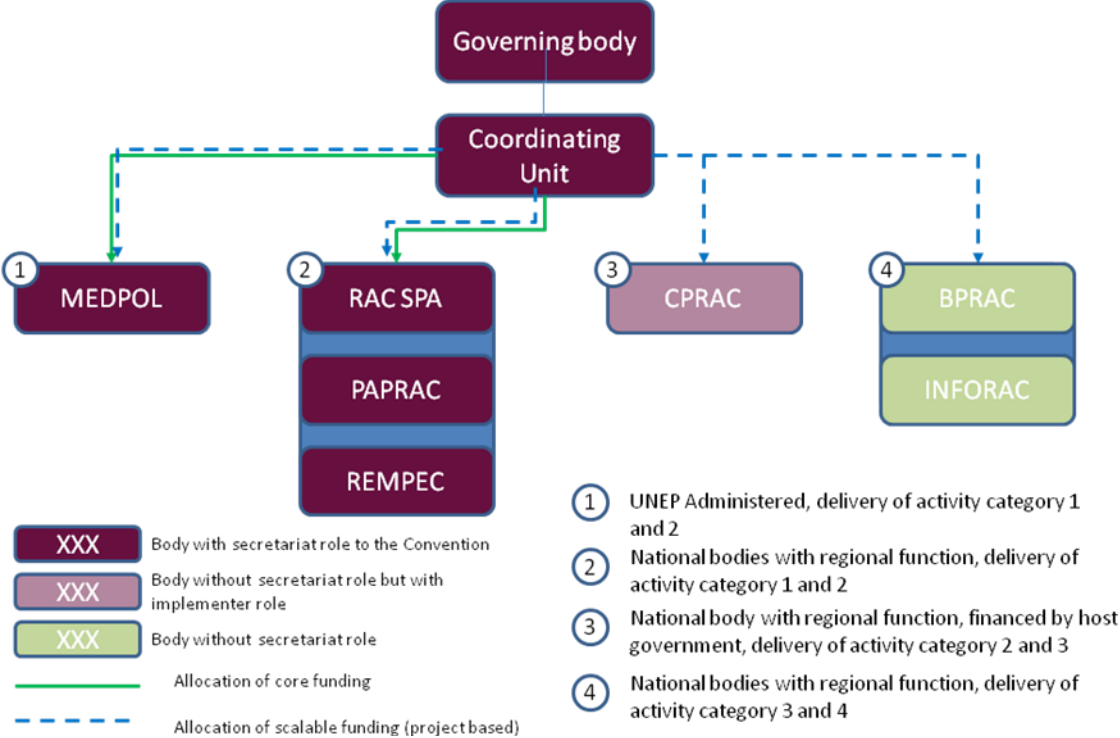 Governing body
Coordinating
Unit
1
MEDPOL
2
RAC SPA
PAPRAC
REMPEC
3
CPRAC
4
BPRAC
INFORAC
XXX
Body with secretariat role to the Convention
XXX
Body without secretariat role but with
implementer role
XXX
Body without secretariat role
Allocation of core funding
Allocation of scalable funding (project based)
1
UNEP Administered, delivery of activity category 1
and 2
2
National bodies with regional function, delivery of
activity category 1 and 2
3
National body with regional function, financed by host
government, delivery of activity category 2 and 3
4
National bodies with regional function, delivery of
activity category 3 and 4